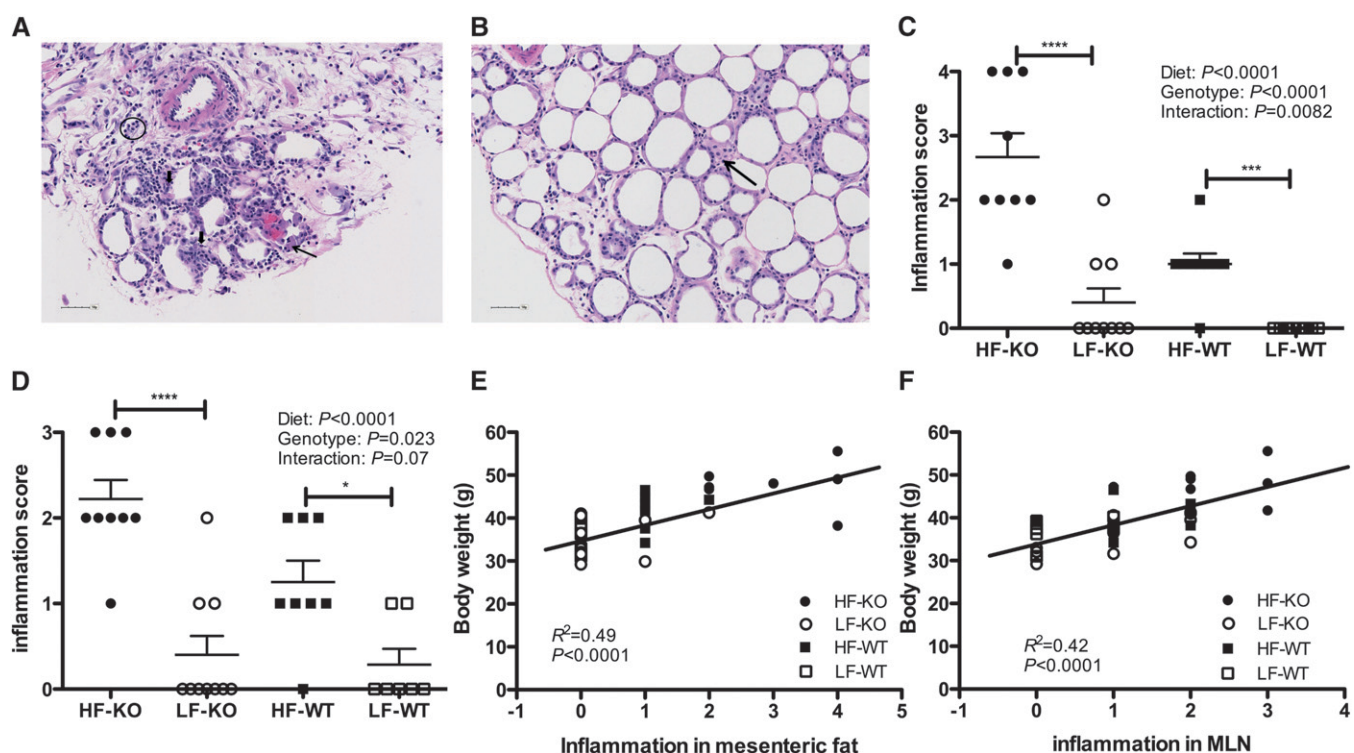 A
B
C
****
Diet: P<0.0001
Genotype: P<0.0001
Interaction: P=0.0082
***
Inflammation score
4
3
2
1
0
HF-KO LF-KO HF-WT LF-WT
D
****
Diet: P<0.0001
Genotype: P=0.023
Interaction: P=0.07
*
inflammation score
3
2
1
0
HF-KO LF-KO HF-WT LF-WT
E
Body weight (g)
60
50
40
30
20
10
0
R2=0.49
P<0.0001
HF-KO
LF-KO
HF-WT
LF-WT
-1 0 1 2 3 4 5
Inflammation in mesenteric fat
F
Body weight (g)
60
50
40
30
20
10
0
R2=0.42
P<0.0001
HF-KO
LF-KO
HF-WT
LF-WT
-1 0 1 2 3 4 5
inflammation in MLN